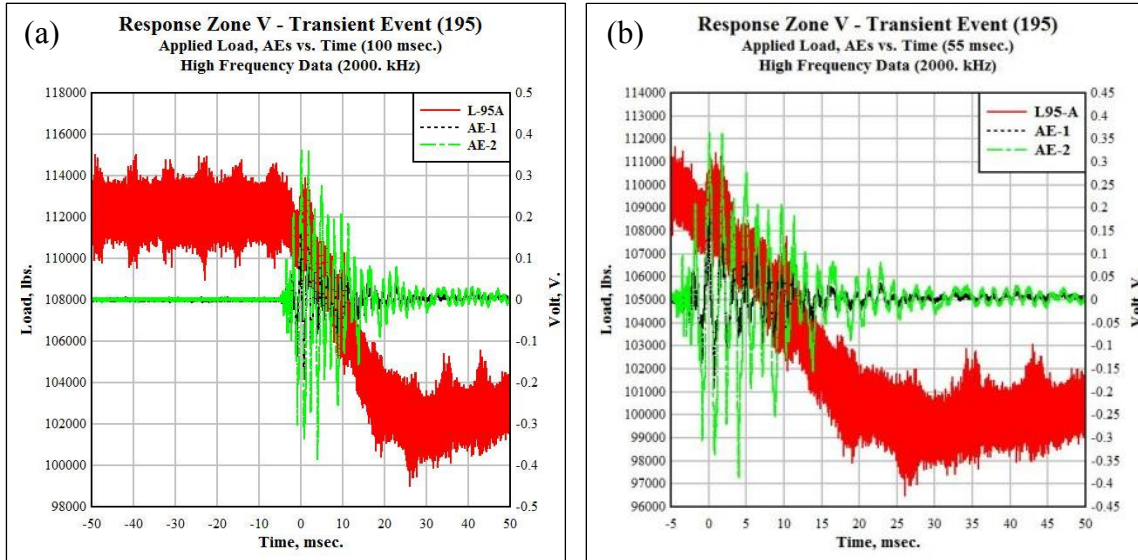 (a)
Response Zone V - Transient Event (195)
Applied Load, AEs vs. Time (100 msec.)
High Frequency Data (2000. kHz)
118000
116000
114000
112000
110000
108000
106000
104000
102000
100000
98000
Load, lbs.
0.5
0.4
0.3
0.2
0.1
0
-0.1
-0.2
-0.3
-0.4
-0.5
Volt, V.
L-95A
AE-1
AE-2
-50 -40 -30 -20 -10 0 10 20 30 40 50
Time, msec.
(b)
Response Zone V - Transient Event (195)
Applied Load, AEs vs. Time (55 msec.)
High Frequency Data (2000. kHz)
114000
113000
112000
111000
110000
109000
108000
107000
106000
105000
104000
103000
102000
101000
100000
99000
98000
97000
96000
Load, lbs.
0.45
0.4
0.35
0.3
0.25
0.2
0.15
0.1
0.05
0
-0.05
-0.1
-0.15
-0.2
-0.25
-0.3
-0.35
-0.4
-0.45
Volt, V.
L95-A
AE-1
AE-2
-5 0 5 10 15 20 25 30 35 40 45 50
Time, msec.